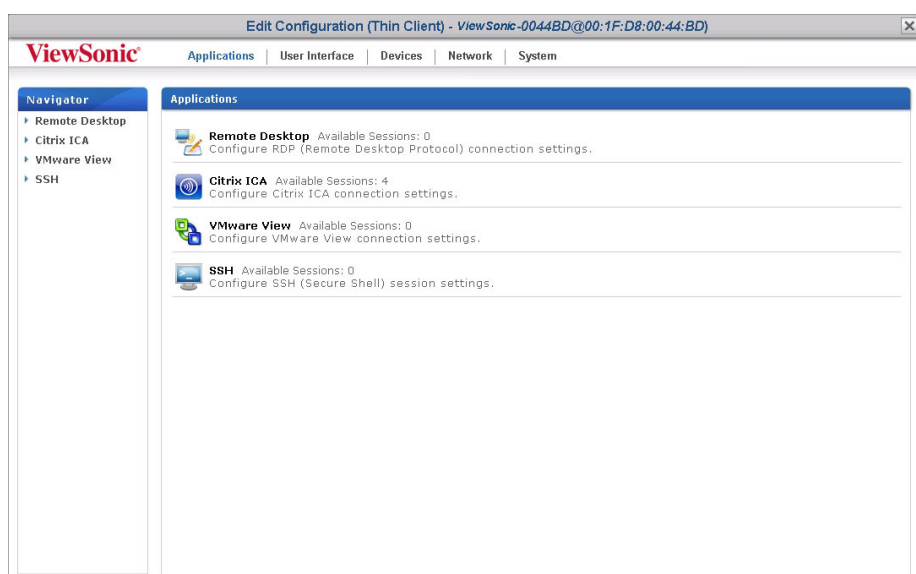 Edit Configuration (Thin Client) - ViewSonic-0044BD@00:1F:D8:00:44:BD)
ViewSonic®
Applications | User Interface | Devices | Network | System
Navigator
Remote Desktop
Citrix ICA
VMware View
SSH
Applications
Remote Desktop Available Sessions: 0
Configure RDP (Remote Desktop Protocol) connection settings.
Citrix ICA Available Sessions: 4
Configure Citrix ICA connection settings.
VMware View Available Sessions: 0
Configure VMware View connection settings.
SSH Available Sessions: 0
Configure SSH (Secure Shell) session settings.